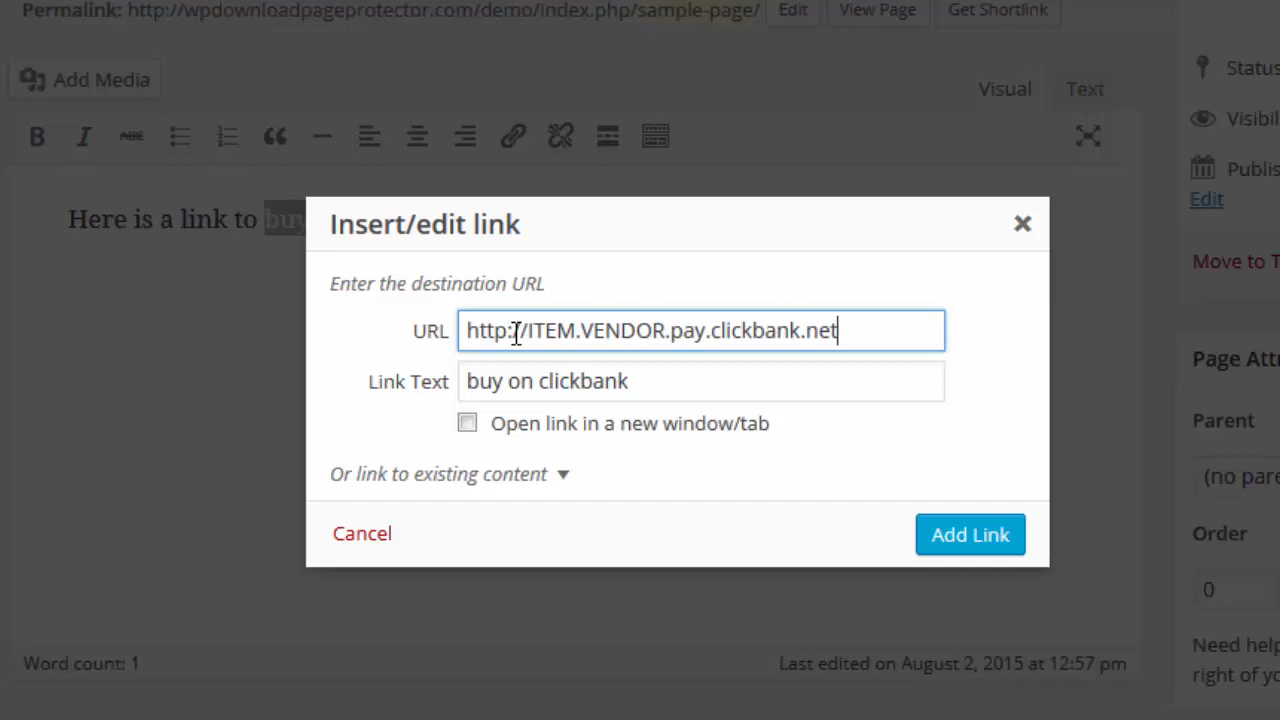 Permalink: http://wpdownloadpageprotector.com/demo/index.php/sample-page/ Edit View Page Get Shortlink
Status
Add Media
Visual Text
B I ABC
Edit
Here is a link to buy
Insert/edit link
Enter the destination URL
URL http://ITEM.VENDOR.pay.clickbank.net
Link Text buy on clickbank
Open link in a new window/tab
Or link to existing content
Cancel Add Link
Move to T
Page Att
Parent
(no pare
Order
0
Need help
right of yo
Word count: 1 Last edited on August 2, 2015 at 12:57 pm